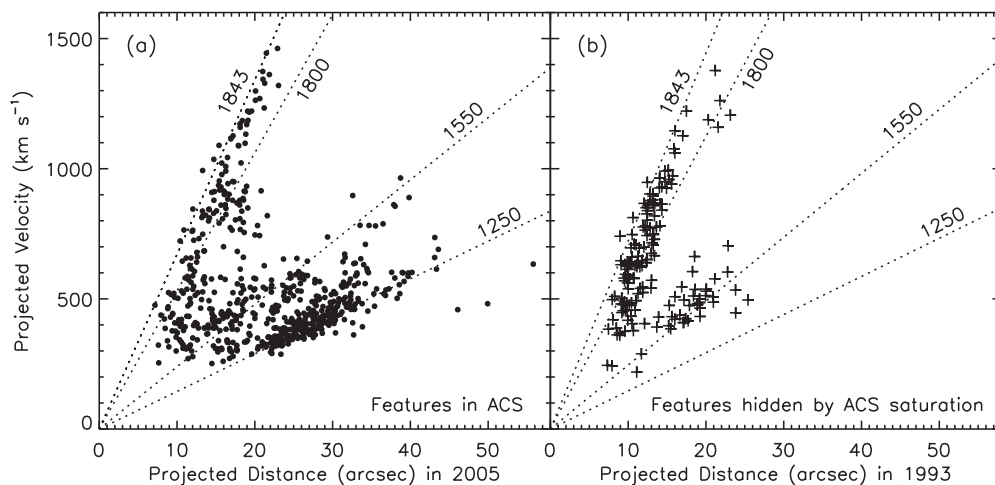 (a)
(b)
1843
1800
1550
1250
1843
1800
1550
1250
1500
1000
500
0
Projected Velocity (km s⁻¹)
Features in ACS
Features hidden by ACS saturation
0 10 20 30 40 50 0 10 20 30 40 50
Projected Distance (arcsec) in 2005
Projected Distance (arcsec) in 1993